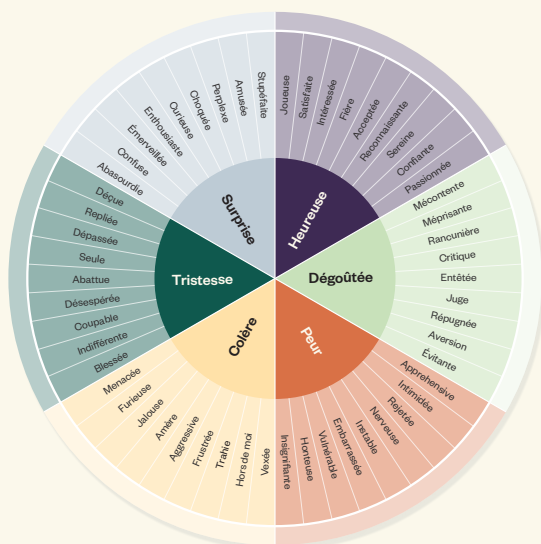 Heureuse
Joueuse
Satisfaite
Intéressée
Fière
Acceptée
Reconnaissante
Sereine
Confiante
Passionnée
Dégoûtée
Mécontente
Méprisante
Rancunière
Critique
Entêtée
Juge
Répugnée
Aversion
Évitante
Peur
Apprehensive
Intimidée
Rejetée
Nerveuse
Instable
Embarrassée
Vulnérable
Honteuse
Insignifiante
Colère
Vexée
Hors de moi
Trahie
Frustrée
Aggressive
Amère
Jalouse
Furieuse
Menacée
Tristesse
Blessée
Indifférente
Coupable
Désespérée
Abattue
Seule
Dépassée
Repliée
Déçue
Surprise
Abasourdie
Confuse
Émerveillée
Enthousiaste
Curieuse
Choquée
Perplexe
Amusée
Stupéfaite